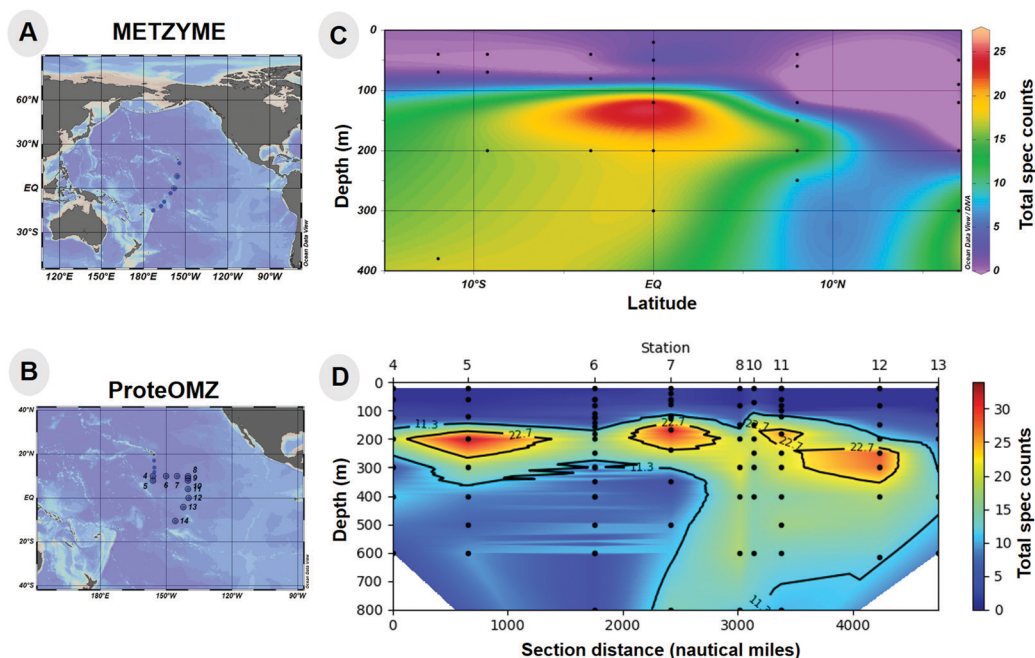 A
METZYME
60°N
30°N
EQ
30°S
120°E 150°E 180°E 150°W 120°W 90°W
Ocean Data View
B
ProteOMZ
40°N
20°N
EQ
20°S
40°S
4 5 6 7 8 9 10 11 12 13 14
180°E 150°W 120°W 90°W
Ocean Data View
C
0
100
200
300
400
Depth (m)
10°S EQ 10°N
Latitude
Ocean Data View / DIVA
25
20
15
10
5
0
Total spec counts
D
Station
4 5 6 7 8 10 11 12 13
0
100
200
300
400
500
600
700
800
Depth (m)
11.3 22.7 22.7 22.7 22.7 22.7
11.3
11.3
0 1000 2000 3000 4000
Section distance (nautical miles)
30
25
20
15
10
5
0
Total spec counts